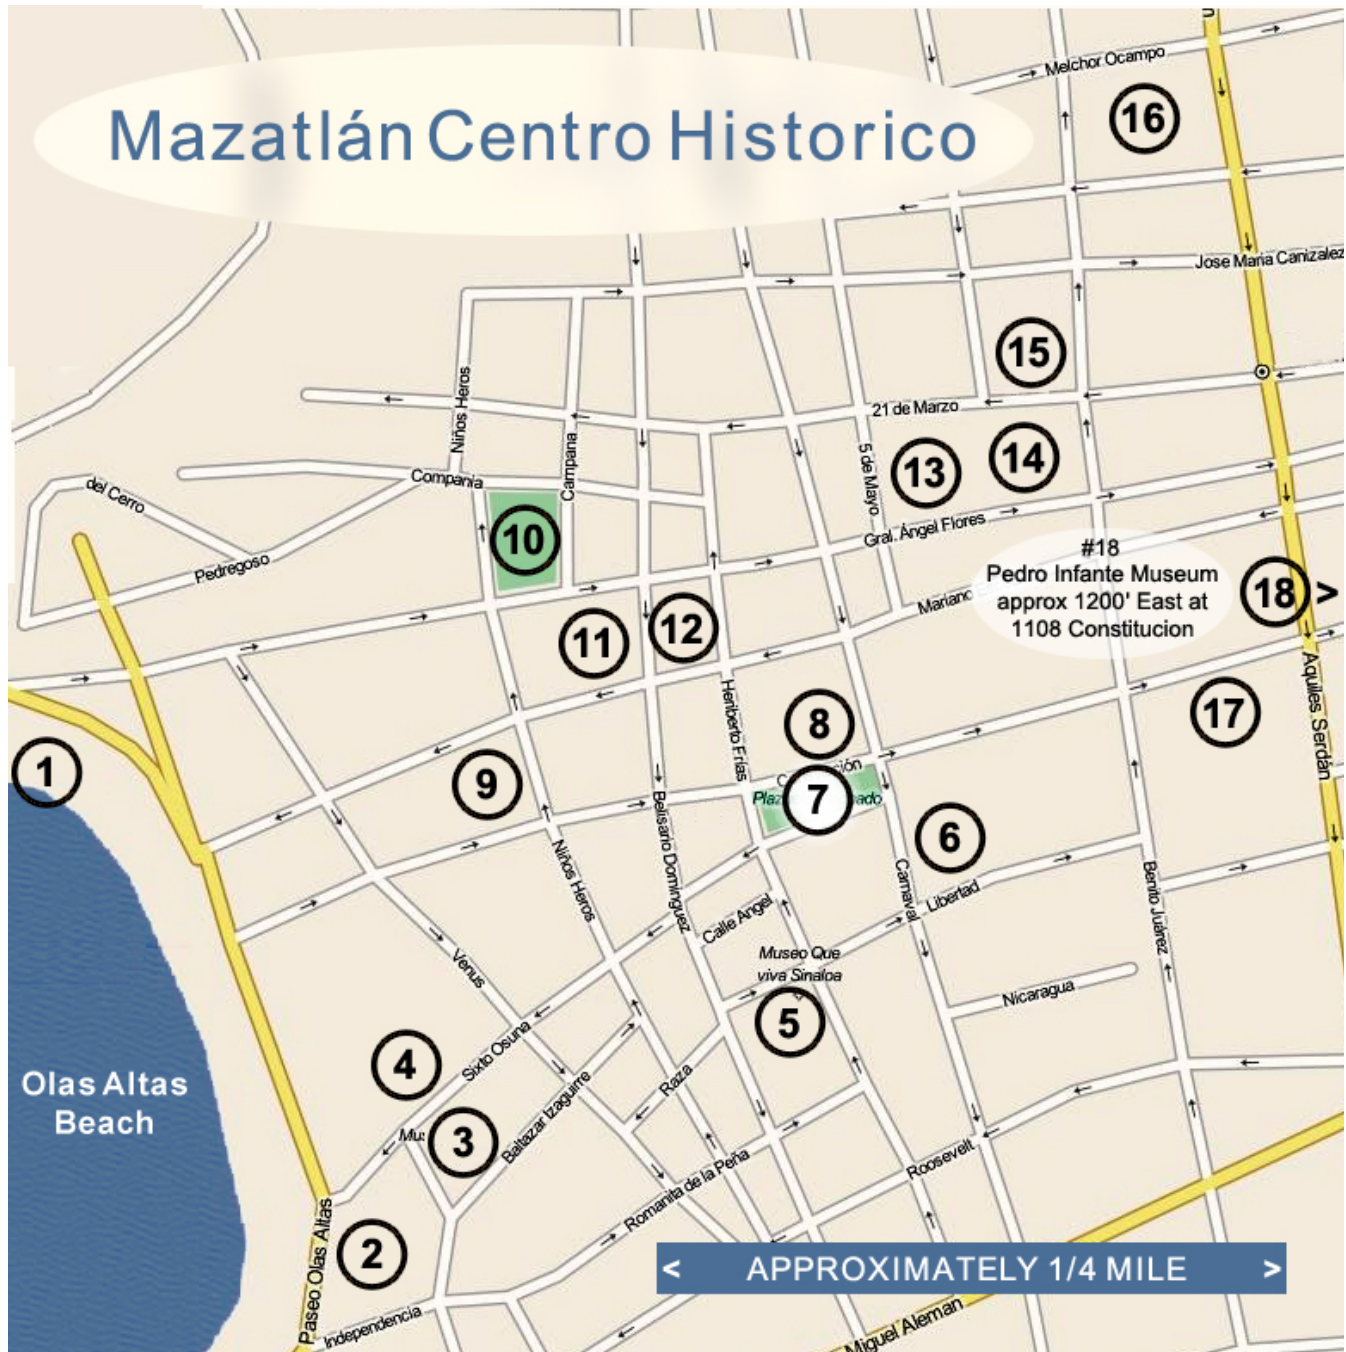 Melchor Ocampo
16
Mazatlán Centro Historico
Jose Maria Canizalez
15
Niños Heros
21 de Marzo
Campana
5 de Mayo
13
14
Compania
del Cerro
10
Gral. Ángel Flores
#18
Pedro Infante Museum
approx 1200' East at
1108 Constitucion
18 >
Pedregoso
Mariano
11
12
Heriberto Frías
Aquiles Serdán
17
8
1
9
7
Belisario Dominguez
6
Niños Heros
Carnaval
Benito Juárez
Libertad
Calle Angel
Venus
Museo Que
viva Sinaloa
5
Nicaragua
4
Sixto Osuna
Raza
Baltazar Izaguirre
Olas Altas
Beach
3
Romanita de la Peña
Roosevelt
2
Paseo Olas Altas
< APPROXIMATELY 1/4 MILE >
Independencia
Miguel Aleman